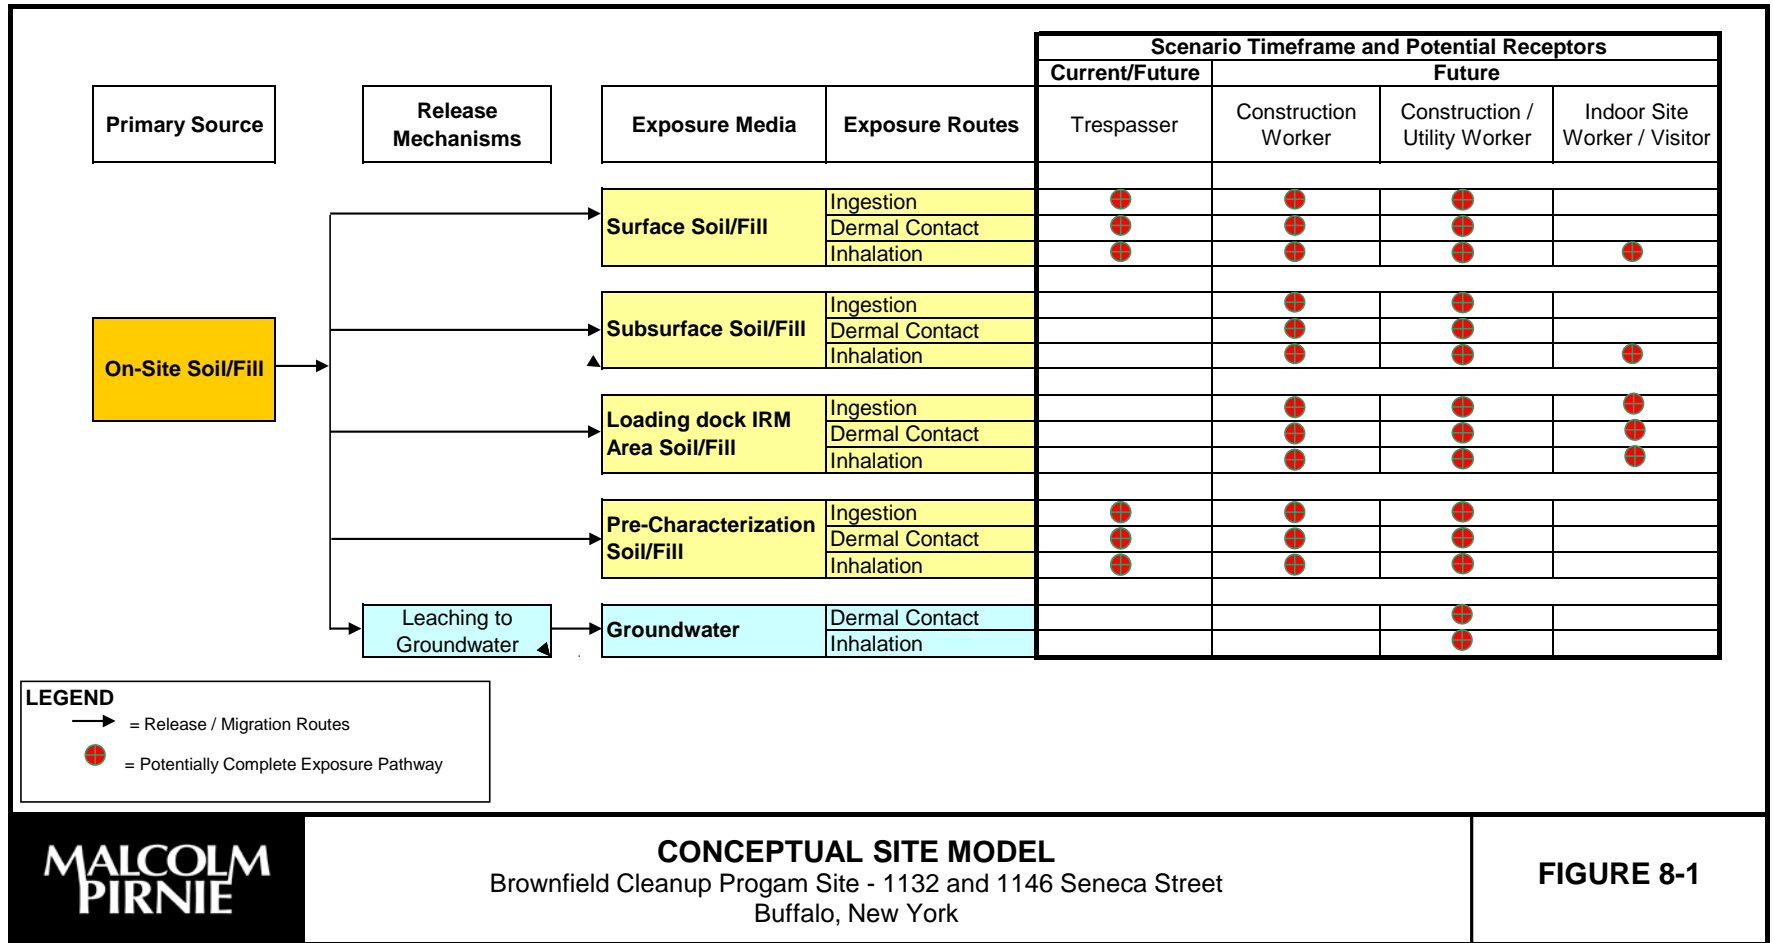 Scenario Timeframe and Potential Receptors
Current/Future
Future
Primary Source
Release
Mechanisms
Exposure Media
Exposure Routes
Trespasser
Construction
Worker
Construction /
Utility Worker
Indoor Site
Worker / Visitor
Surface Soil/Fill
Ingestion
Dermal Contact
Inhalation
On-Site Soil/Fill
Subsurface Soil/Fill
Ingestion
Dermal Contact
Inhalation
Loading dock IRM
Area Soil/Fill
Ingestion
Dermal Contact
Inhalation
Pre-Characterization
Soil/Fill
Ingestion
Dermal Contact
Inhalation
Leaching to
Groundwater
Groundwater
Dermal Contact
Inhalation
LEGEND
= Release / Migration Routes
= Potentially Complete Exposure Pathway
MALCOLM
PIRNIE
CONCEPTUAL SITE MODEL
Brownfield Cleanup Progam Site - 1132 and 1146 Seneca Street
Buffalo, New York
FIGURE 8-1